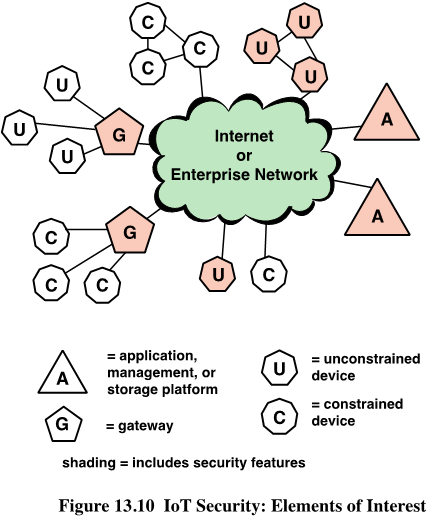 C
C
C
U
U
U
U
U
U
G
A
Internet
or
Enterprise Network
A
G
C
C
C
U
C
A
= application,
management, or
storage platform
U
= unconstrained
device
G
= gateway
C
= constrained
device
shading = includes security features
Figure 13.10 IoT Security: Elements of Interest